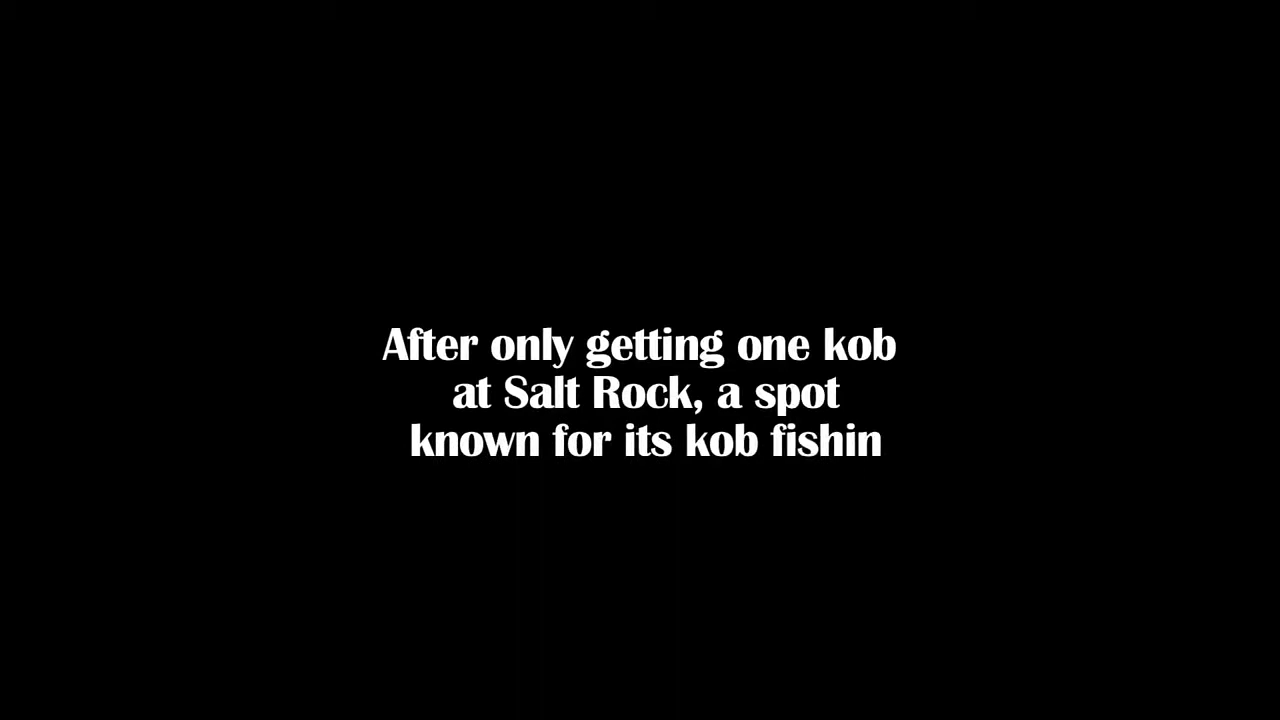 After only getting one kob
at Salt Rock, a spot
known for its kob fishin